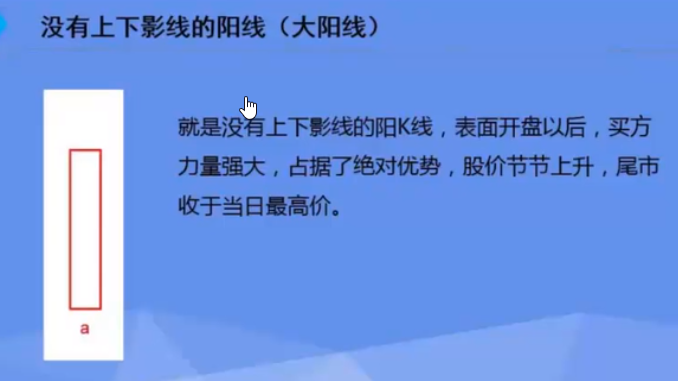 没有上下影线的阳线（大阳线）
就是没有上下影线的阳K线，表面开盘以后，买方
力量强大，占据了绝对优势，股价节节上升，尾市
收于当日最高价。
a